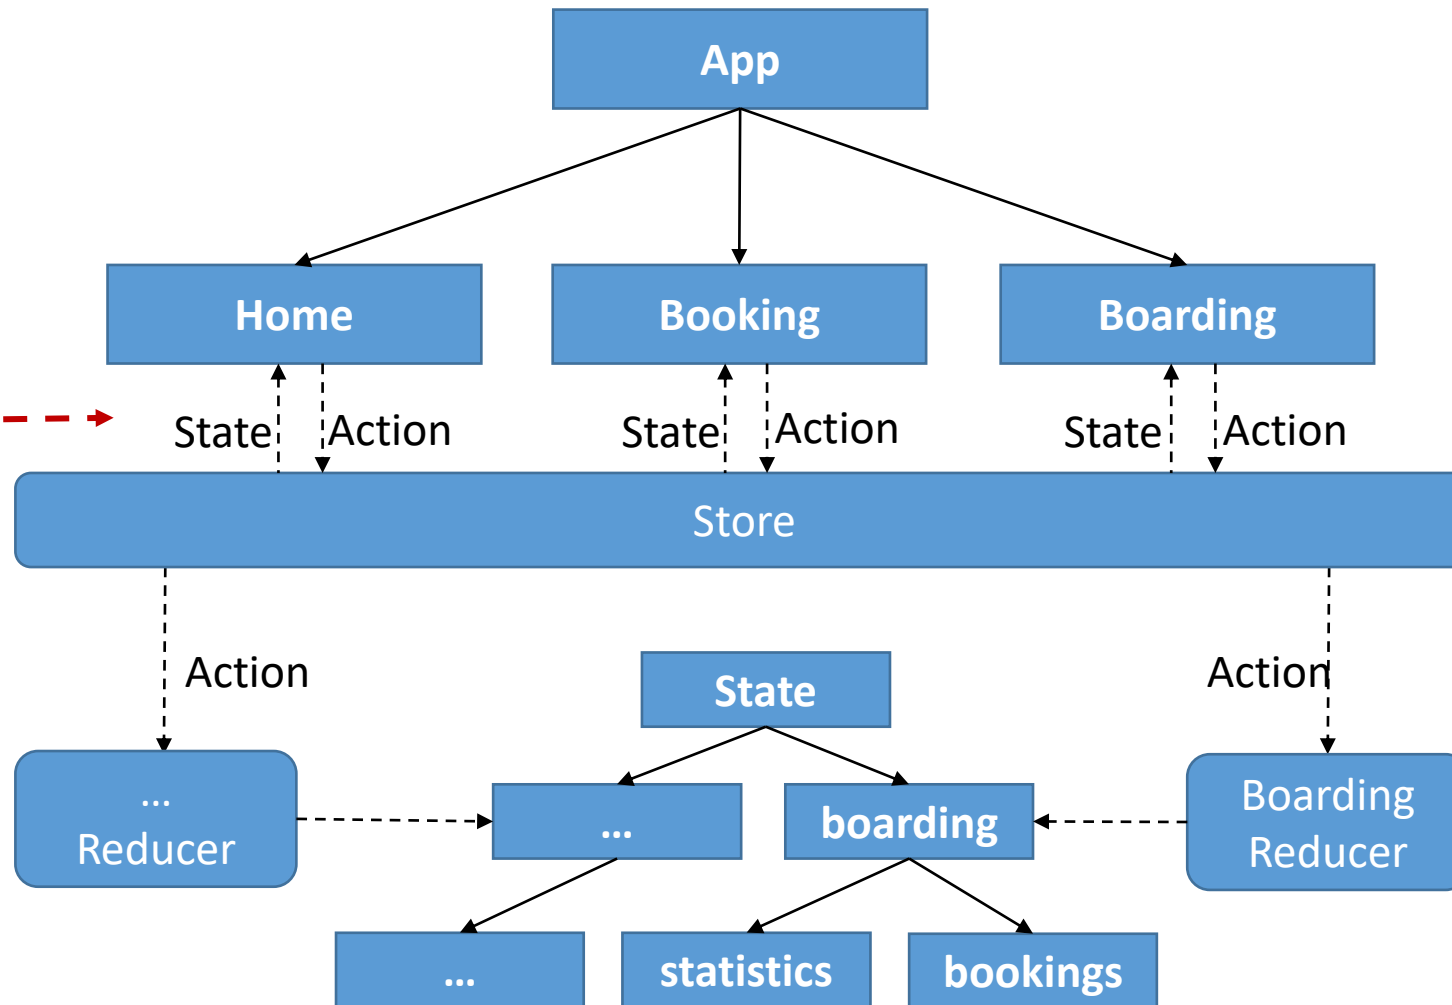 App
Home
Booking
Boarding
State
Action
State
Action
State
Action
Store
Action
Action
State
...
Reducer
...
boarding
Boarding
Reducer
...
statistics
bookings